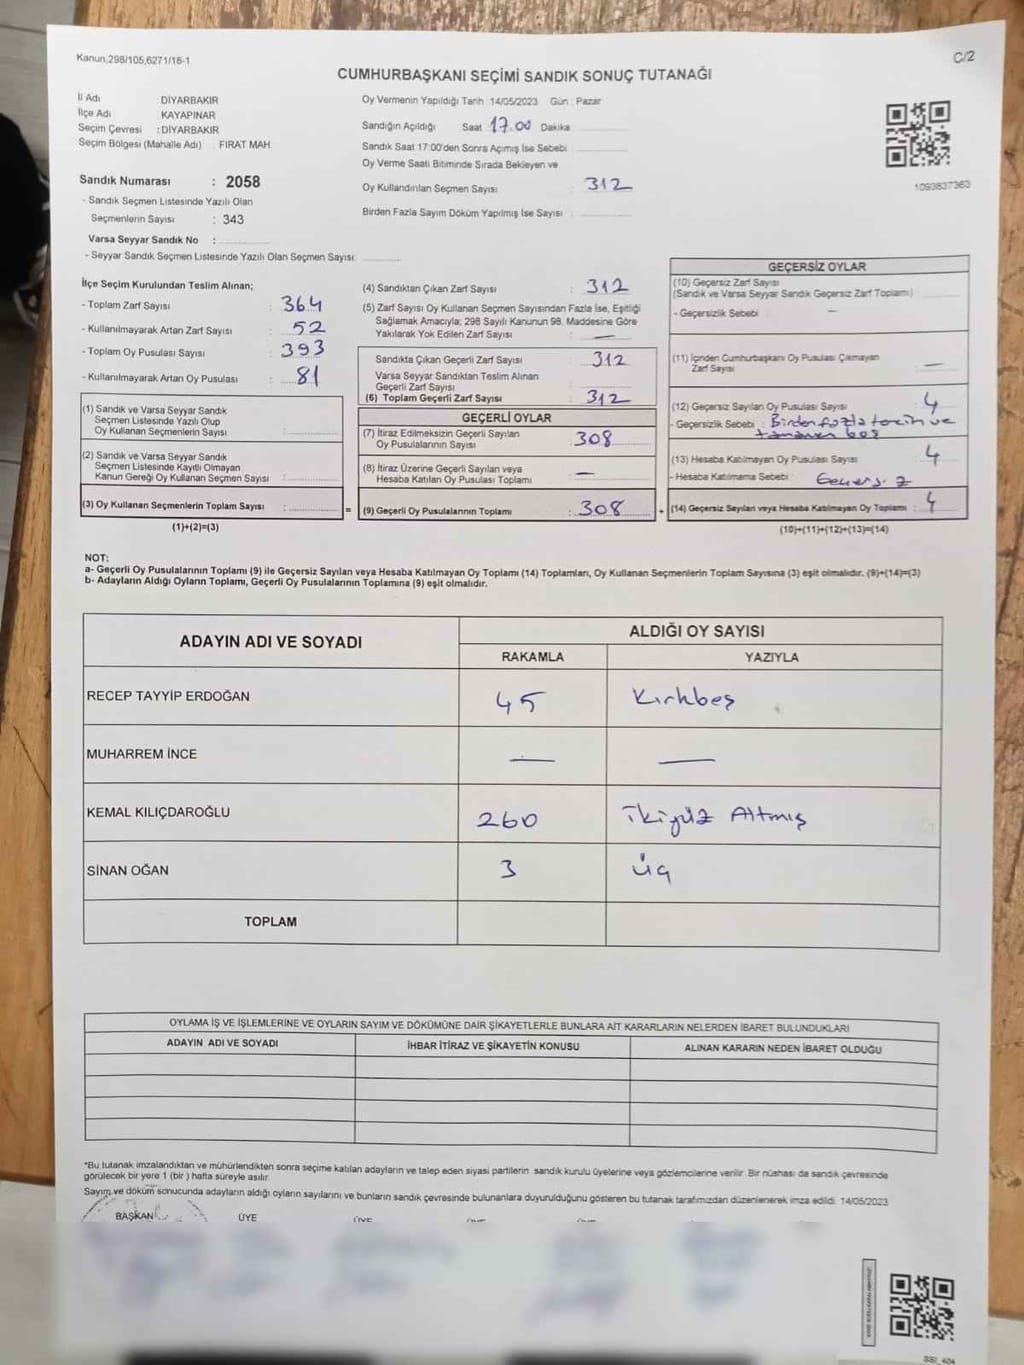 Kanun.298/105,6271/18-1
C/2
CUMHURBAŞKANI SEÇİMİ SANDIK SONUÇ TUTANAĞI
İl Adı : DİYARBAKIR
İlçe Adı : KAYAPINAR
Seçim Çevresi : DİYARBAKIR
Seçim Bölgesi (Mahalle Adı) FIRAT MAH.
Sandık Numarası : 2058
- Sandık Seçmen Listesinde Yazılı Olan
Seçmenlerin Sayısı : 343
Varsa Seyyar Sandık No :
- Seyyar Sandık Seçmen Listesinde Yazılı Olan Seçmen Sayısı:
Oy Vermenin Yapıldığı Tarih 14/05/2023 Gün : Pazar
Sandığın Açıldığı Saat 17.00 Dakika
Sandık Saat 17:00'den Sonra Açımış İse Sebebi
Oy Verme Saati Bitiminde Sırada Bekleyen ve
Oy Kullandırılan Seçmen Sayısı : 312
Birden Fazla Sayım Döküm Yapılmış İse Sayısı :
1093837363
İlçe Seçim Kurulundan Teslim Alınan;
- Toplam Zarf Sayısı : 364
- Kullanılmayarak Artan Zarf Sayısı : 52
- Toplam Oy Pusulası Sayısı : 393
- Kullanılmayarak Artan Oy Pusulası : 81
(1) Sandık ve Varsa Seyyar Sandık
Seçmen Listesinde Yazılı Olup
Oy Kullanan Seçmenlerin Sayısı :
(2) Sandık ve Varsa Seyyar Sandık
Seçmen Listesinde Kayıtlı Olmayan
Kanun Gereği Oy Kullanan Seçmen Sayısı :
(3) Oy Kullanan Seçmenlerin Toplam Sayısı :
(1)+(2)=(3)
=
(4) Sandıktan Çıkan Zarf Sayısı : 312
(5) Zarf Sayısı Oy Kullanan Seçmen Sayısından Fazla İse, Eşitliği
Sağlamak Amacıyla; 298 Sayılı Kanunun 98. Maddesine Göre
Yakılarak Yok Edilen Zarf Sayısı : —
Sandıkta Çıkan Geçerli Zarf Sayısı : 312
Varsa Seyyar Sandıktan Teslim Alınan
Geçerli Zarf Sayısı :
(6) Toplam Geçerli Zarf Sayısı : 312
GEÇERLİ OYLAR
(7) İtiraz Edilmeksizin Geçerli Sayılan
Oy Pusulalarının Sayısı : 308
(8) İtiraz Üzerine Geçerli Sayılan veya
Hesaba Katılan Oy Pusulası Toplamı : —
(9) Geçerli Oy Pusulalarının Toplamı : 308
+
GEÇERSİZ OYLAR
(10) Geçersiz Zarf Sayısı
(Sandık ve Varsa Seyyar Sandık Geçersiz Zarf Toplamı) :
- Geçersizlik Sebebi : —
(11) İçinden Cumhurbaşkanı Oy Pusulası Çıkmayan
Zarf Sayısı : —
(12) Geçersiz Sayılan Oy Pusulası Sayısı : 4
- Geçersizlik Sebebi : Birden fazla tercih ve
tamamen boş
(13) Hesaba Katılmayan Oy Pusulası Sayısı : 4
- Hesaba Katılmama Sebebi : Geçersiz
(14) Geçersiz Sayılan veya Hesaba Katılmayan Oy Toplamı : 4
(10)+(11)+(12)+(13)=(14)
NOT:
a- Geçerli Oy Pusulalarının Toplamı (9) ile Geçersiz Sayılan veya Hesaba Katılmayan Oy Toplamı (14) Toplamları, Oy Kullanan Seçmenlerin Toplam Sayısına (3) eşit olmalıdır. (9)+(14)=(3)
b- Adayların Aldığı Oyların Toplamı, Geçerli Oy Pusulalarının Toplamına (9) eşit olmalıdır.
ADAYIN ADI VE SOYADI
ALDIĞI OY SAYISI
RAKAMLA YAZIYLA
RECEP TAYYİP ERDOĞAN 45 Kırkbeş
MUHARREM İNCE — —
KEMAL KILIÇDAROĞLU 260 ikiyüz Altmış
SİNAN OĞAN 3 üç
TOPLAM
OYLAMA İŞ VE İŞLEMLERİNE VE OYLARIN SAYIM VE DÖKÜMÜNE DAİR ŞİKAYETLERLE BUNLARA AİT KARARLARIN NELERDEN İBARET BULUNDUKLARI
ADAYIN ADI VE SOYADI İHBAR İTİRAZ VE ŞİKAYETİN KONUSU ALINAN KARARIN NEDEN İBARET OLDUĞU
*Bu tutanak imzalandıktan ve mühürlendikten sonra seçime katılan adayların ve talep eden siyasi partilerin sandık kurulu üyelerine veya gözlemcilerine verilir. Bir nüshası da sandık çevresinde
görülecek bir yere 1 (bir) hafta süreyle asılır.
Sayım ve döküm sonucunda adayların aldığı oyların sayılarını ve bunların sandık çevresinde bulunanlara duyurulduğunu gösteren bu tutanak tarafımızdan düzenlenerek imza edildi. 14/05/2023
BAŞKAN ÜYE ÜYE ÜYE ÜYE